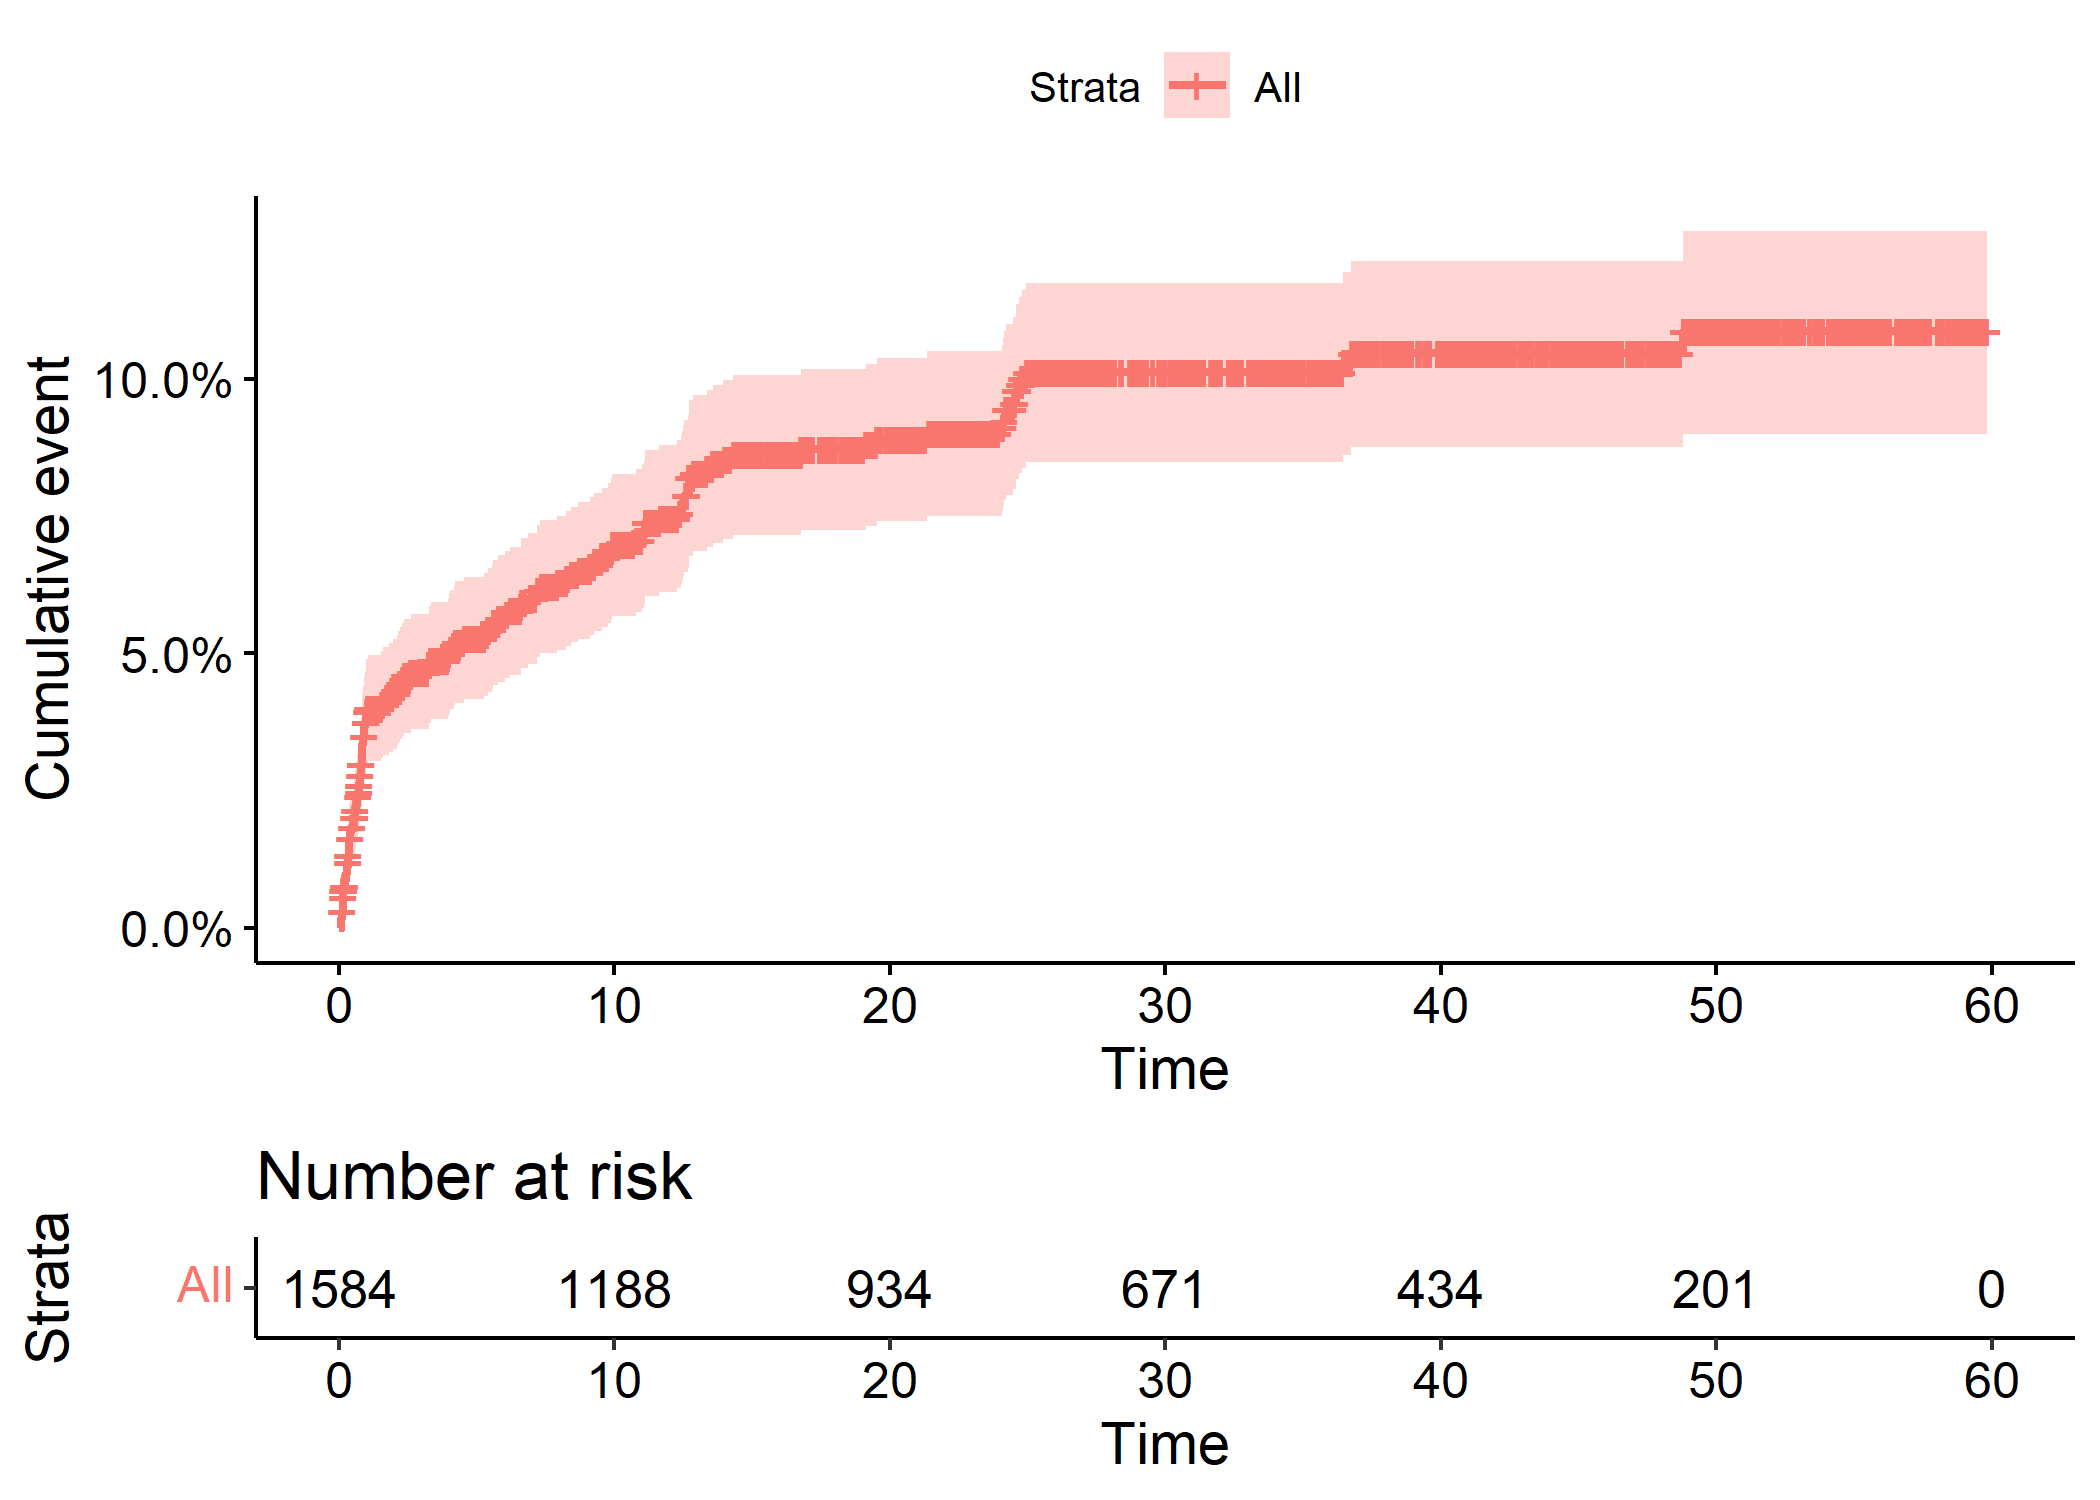 Strata All
Cumulative event
10.0%
5.0%
0.0%
0 10 20 30 40 50 60
Time
Number at risk
Strata
All 1584 1188 934 671 434 201 0
0 10 20 30 40 50 60
Time